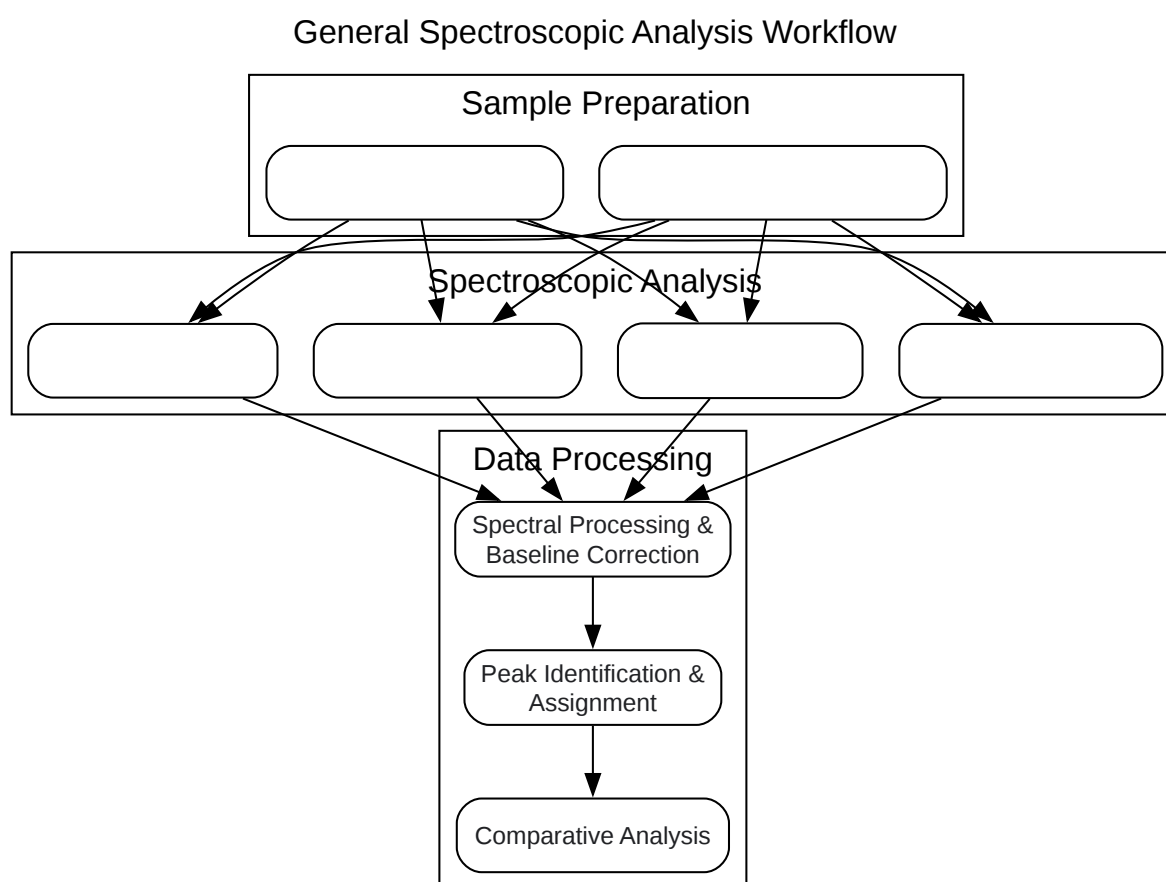 General Spectroscopic Analysis Workflow
Sample Preparation
Spectroscopic Analysis
Data Processing
Spectral Processing &
Baseline Correction
Peak Identification &
Assignment
Comparative Analysis